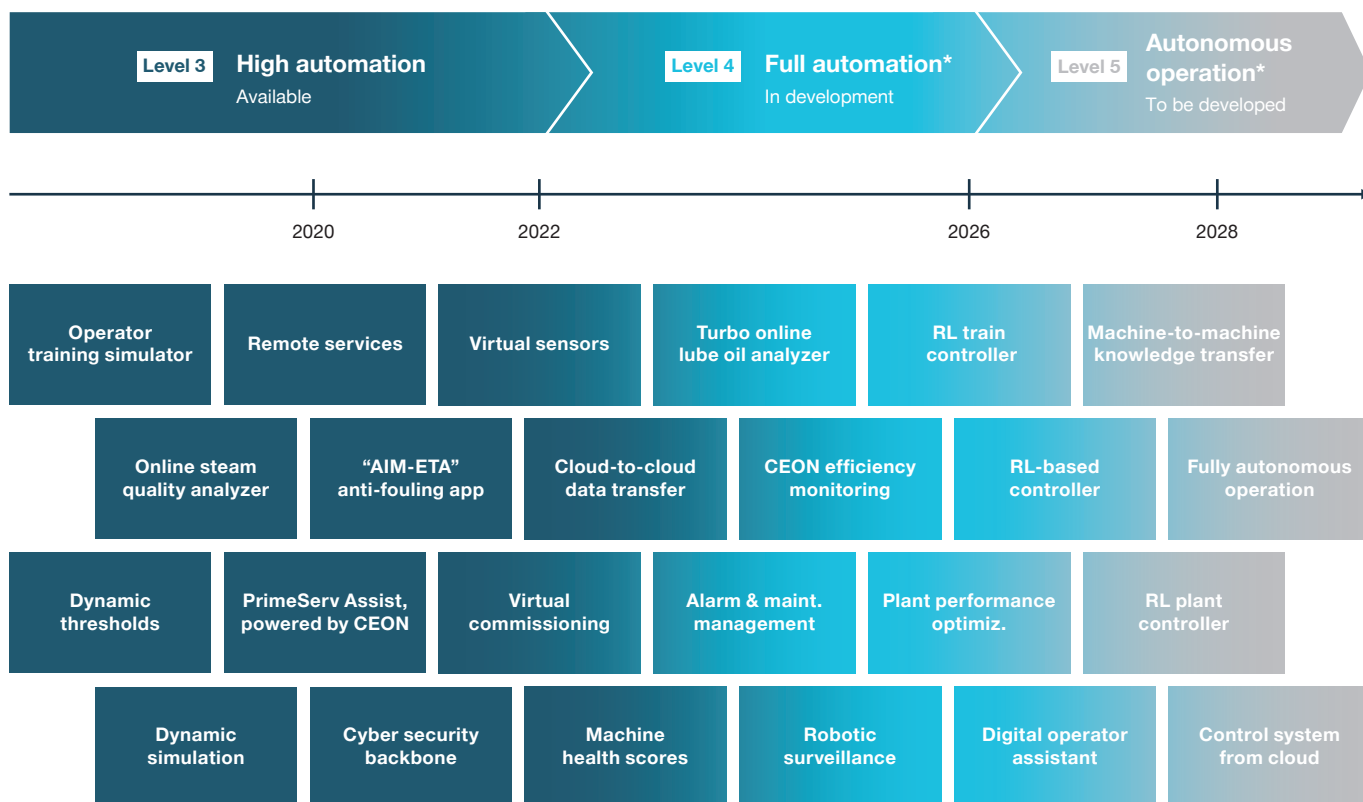 Level 3
High automation
Available
Level 4
Full automation*
In development
Level 5
Autonomous
operation*
To be developed
2020
2022
2026
2028
Operator
training simulator
Remote services
Virtual sensors
Turbo online
lube oil analyzer
RL train
controller
Machine-to-machine
knowledge transfer
Online steam
quality analyzer
“AIM-ETA”
anti-fouling app
Cloud-to-cloud
data transfer
CEON efficiency
monitoring
RL-based
controller
Fully autonomous
operation
Dynamic
thresholds
PrimeServ Assist,
powered by CEON
Virtual
commissioning
Alarm & maint.
management
Plant performance
optimiz.
RL plant
controller
Dynamic
simulation
Cyber security
backbone
Machine
health scores
Robotic
surveillance
Digital operator
assistant
Control system
from cloud